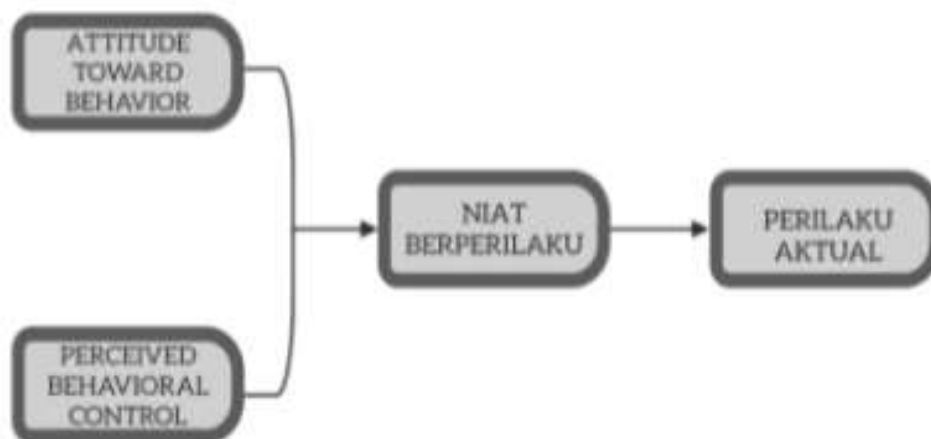 ATTITUDE
TOWARD
BEHAVIOR
NIAT
BERPERILAKU
PERILAKU
AKTUAL
PERCEIVED
BEHAVIORAL
CONTROL